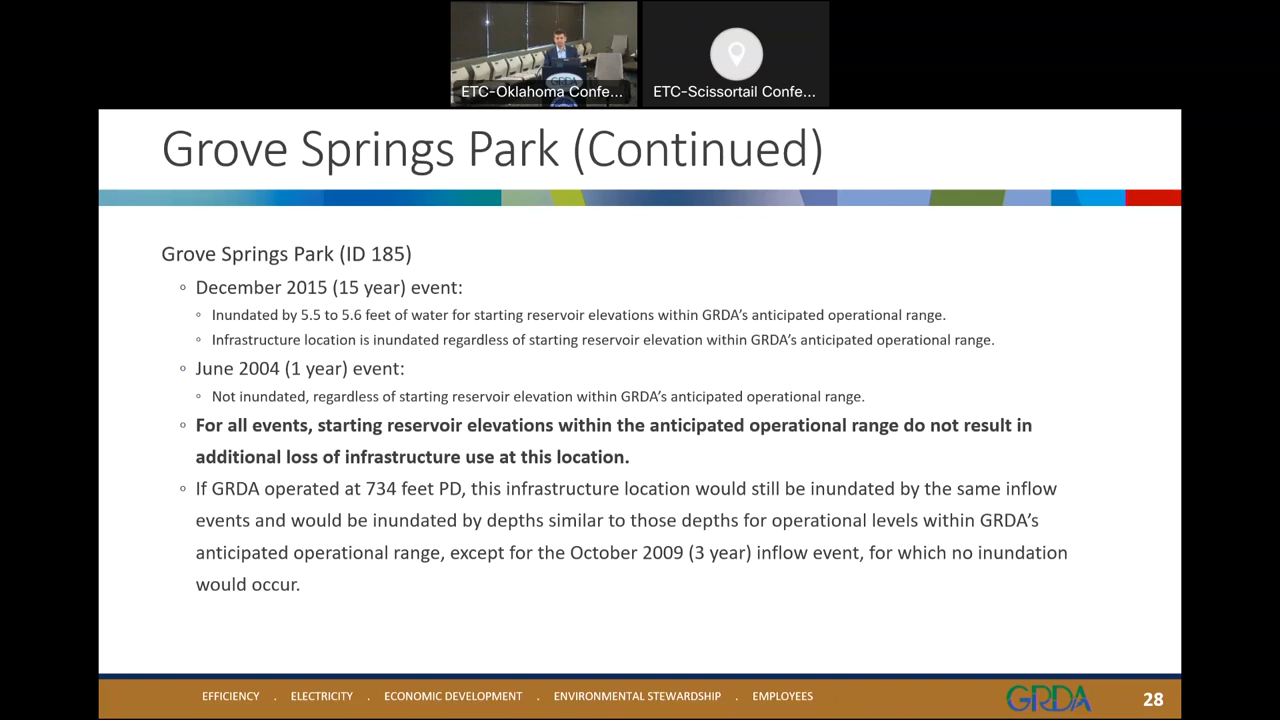 GRDA
ETC-Oklahoma Confe...
ETC-Scissortail Confe...
Grove Springs Park (Continued)
Grove Springs Park (ID 185)
◦ December 2015 (15 year) event:
◦ Inundated by 5.5 to 5.6 feet of water for starting reservoir elevations within GRDA's anticipated operational range.
◦ Infrastructure location is inundated regardless of starting reservoir elevation within GRDA's anticipated operational range.
◦ June 2004 (1 year) event:
◦ Not inundated, regardless of starting reservoir elevation within GRDA's anticipated operational range.
◦ For all events, starting reservoir elevations within the anticipated operational range do not result in
additional loss of infrastructure use at this location.
◦ If GRDA operated at 734 feet PD, this infrastructure location would still be inundated by the same inflow
events and would be inundated by depths similar to those depths for operational levels within GRDA's
anticipated operational range, except for the October 2009 (3 year) inflow event, for which no inundation
would occur.
EFFICIENCY . ELECTRICITY . ECONOMIC DEVELOPMENT . ENVIRONMENTAL STEWARDSHIP . EMPLOYEES
GRDA
28